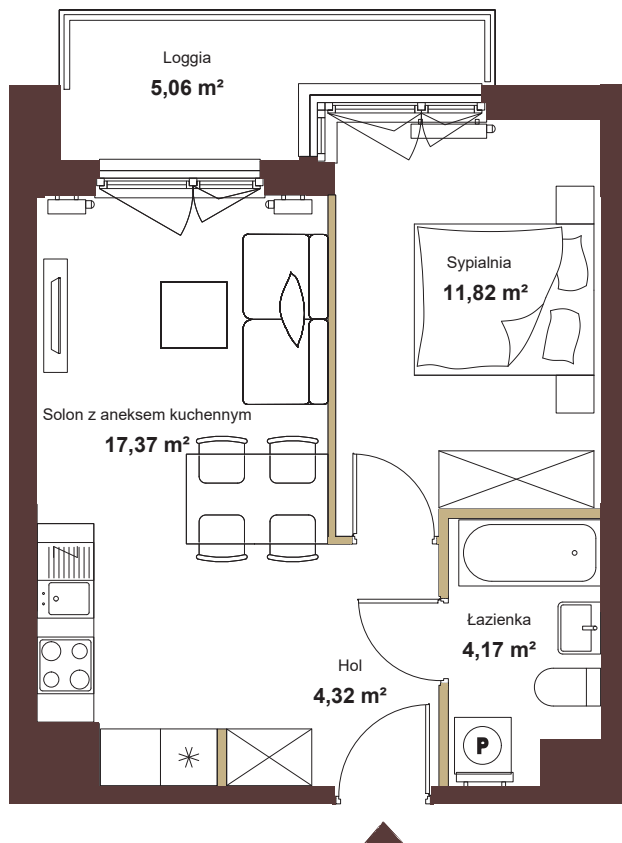 Loggia
5,06 m²
Sypialnia
11,82 m²
Solon z aneksem kuchennym
17,37 m²
Łazienka
4,17 m²
Hol
4,32 m²
P